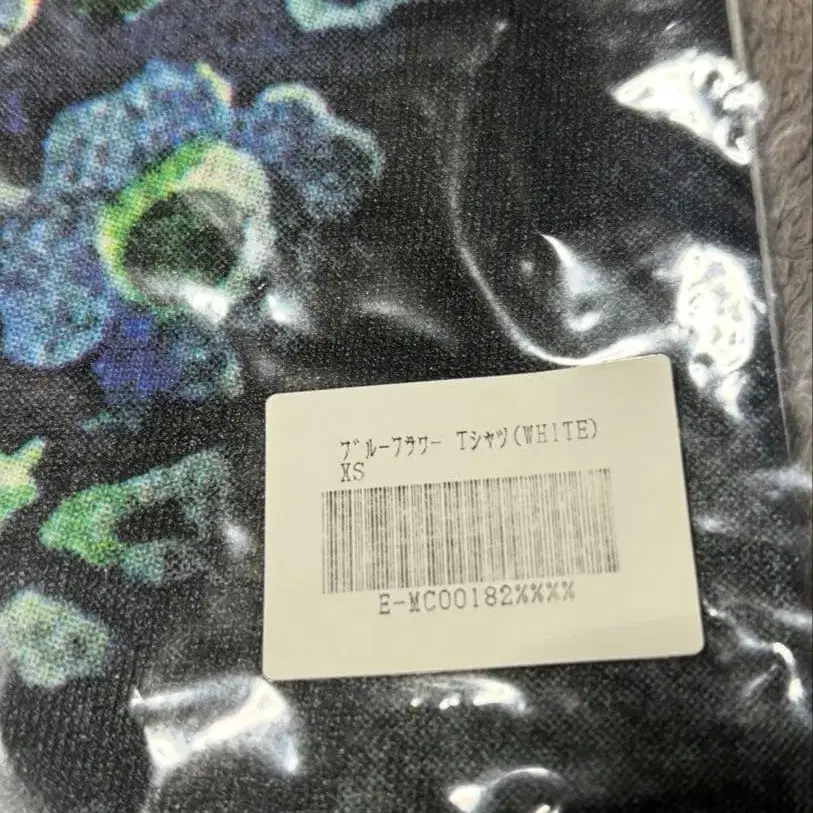 ﾌﾞﾙｰﾌﾗﾜｰ Tｼｬﾂ(WHITE)
XS
E-MC00182%%%%